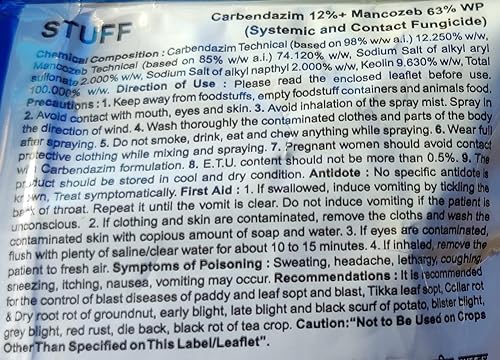 STUFF
Carbendazim 12%+ Mancozeb 63% WP
(Systemic and Contact Fungicide)
Chemical Composition : Carbendazim Technical (based on 98% w/w a.i.) 12.250% w/w,
Mancozeb Technical (based on 85% w/w a.i.) 74.120% w/w, Sodium Salt of alkyl aryl
sulfonate 2.000% w/w, Sodium Salt of alkyl napthyl 2.000% w/w, Keolin 9.630% w/w, Total
100.000% w/w. Direction of Use : Please read the enclosed leaflet before use.
Precautions : 1. Keep away from foodstuffs, empty foodstuff containers and animals food.
2. Avoid contact with mouth, eyes and skin. 3. Avoid inhalation of the spray mist. Spray in
the direction of wind. 4. Wash thoroughly the contaminated clothes and parts of the body
after spraying. 5. Do not smoke, drink, eat and chew anything while spraying. 6. Wear full
protective clothing while mixing and spraying. 7. Pregnant women should avoid contact
Carbendazim formulation. 8. E.T.U. content should not be more than 0.5%. 9. The
product should be stored in cool and dry condition. Antidote : No specific antidote is
known, Treat symptomatically. First Aid : 1. If swallowed, induce vomiting by tickling the
back of throat. Repeat it until the vomit is clear. Do not induce vomiting if the patient is
unconscious. 2. If clothing and skin are contaminated, remove the cloths and wash the
contaminated skin with copious amount of soap and water. 3. If eyes are contaminated,
flush with plenty of saline/clear water for about 10 to 15 minutes. 4. If inhaled, remove the
patient to fresh air. Symptoms of Poisoning : Sweating, headache, lethargy, coughing,
sneezing, itching, nausea, vomiting may occur. Recommendations : It is recommended
for the control of blast diseases of paddy and leaf sopt and blast, Tikka leaf sopt, Collar rot
& Dry root rot of groundnut, early blight, late blight and black scurf of potato, blister blight,
grey blight, red rust, die back, black rot of tea crop. Caution:"Not to Be Used on Crops
Other Than Specified on This Label/Leaflet".